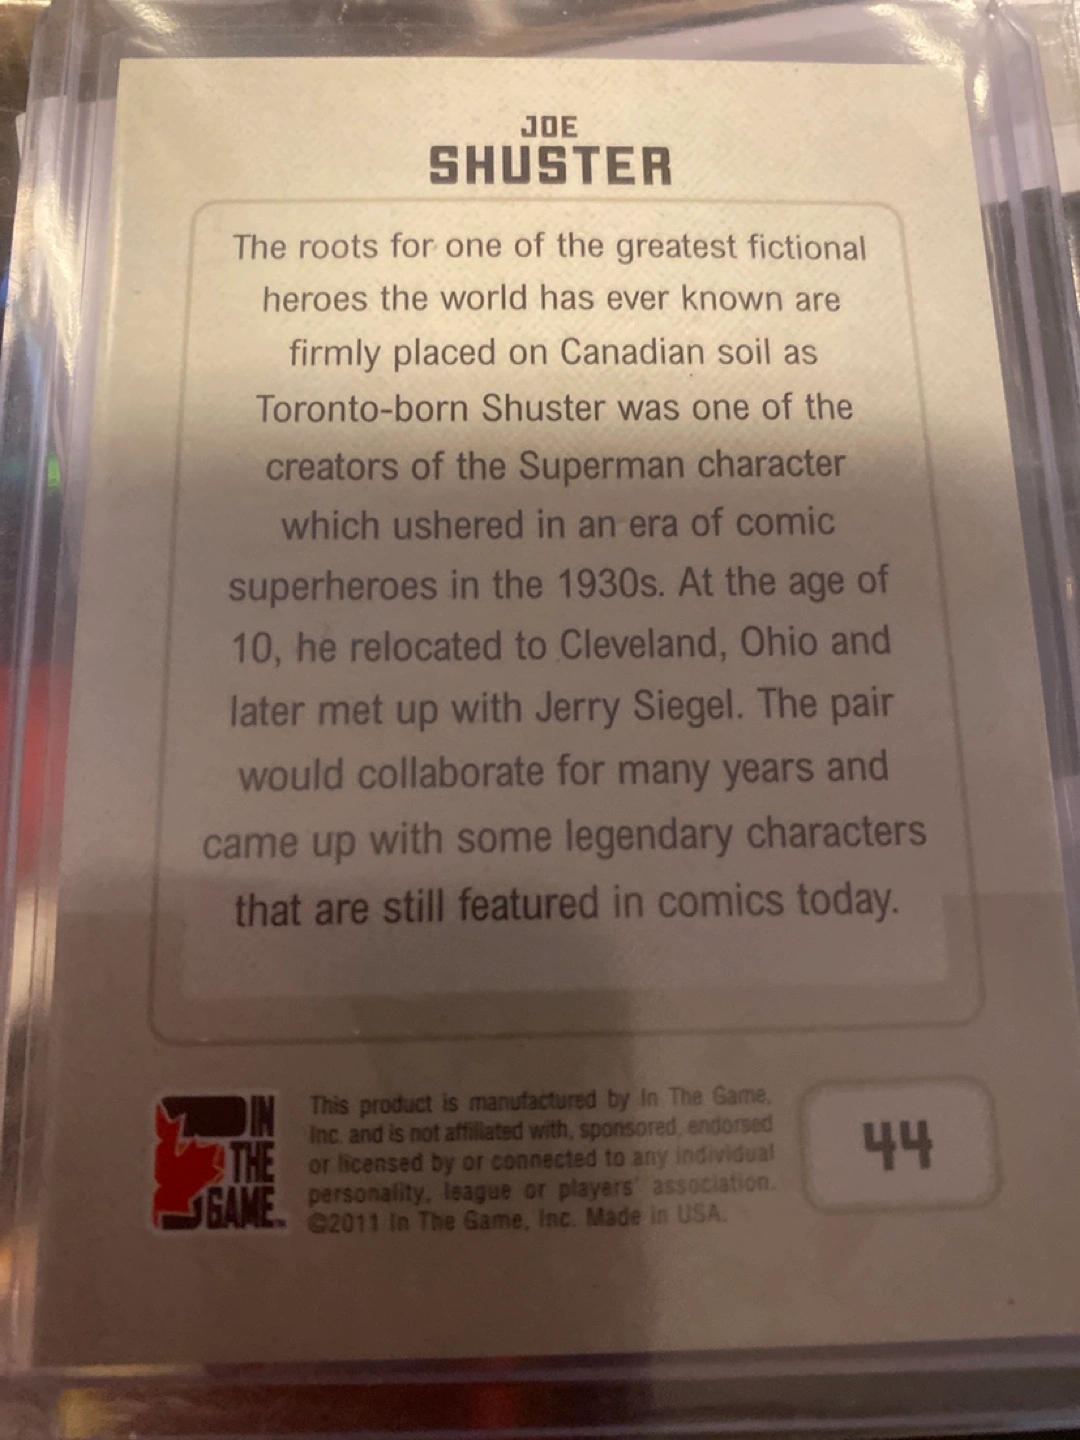 JOE
SHUSTER
The roots for one of the greatest fictional
heroes the world has ever known are
firmly placed on Canadian soil as
Toronto-born Shuster was one of the
creators of the Superman character
which ushered in an era of comic
superheroes in the 1930s. At the age of
10, he relocated to Cleveland, Ohio and
later met up with Jerry Siegel. The pair
would collaborate for many years and
came up with some legendary characters
that are still featured in comics today.
IN
THE
GAME
This product is manufactured by In The Game,
Inc. and is not affiliated with, sponsored, endorsed
or licensed by or connected to any individual
personality, league or players' association.
©2011 In The Game, Inc. Made in USA.
44